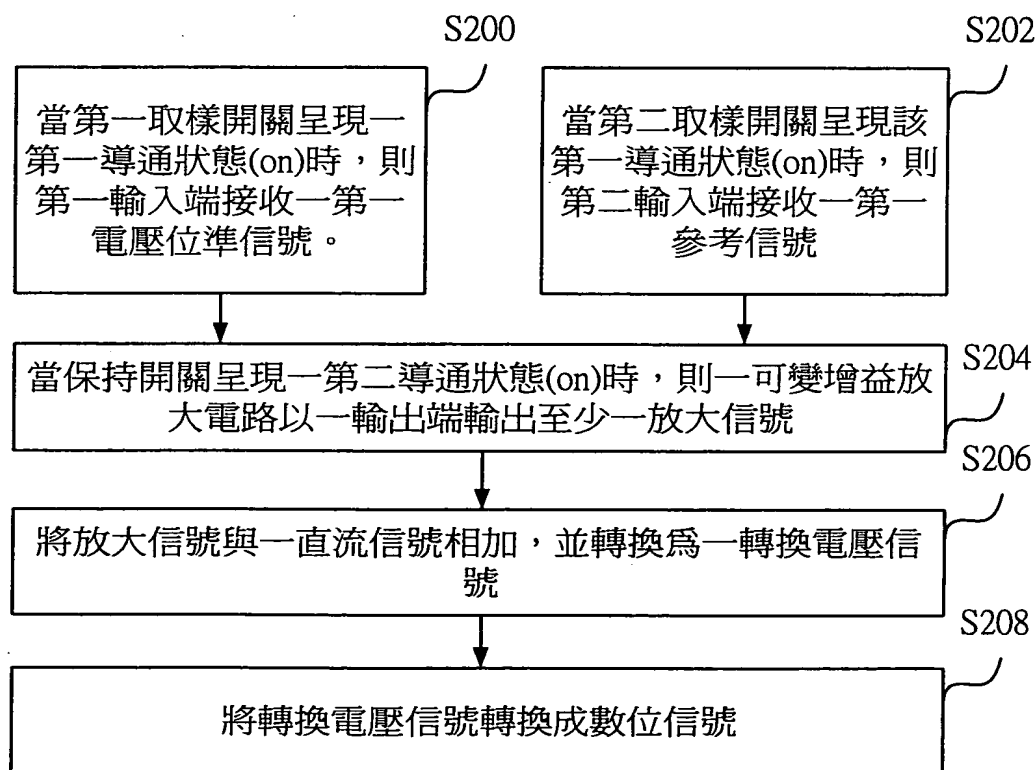 S200
當第一取樣開關呈現一
第一導通狀態(on)時，則
第一輸入端接收一第一
電壓位準信號。
S202
當第二取樣開關呈現該
第一導通狀態(on)時，則
第二輸入端接收一第一
參考信號
S204
當保持開關呈現一第二導通狀態(on)時，則一可變增益放
大電路以一輸出端輸出至少一放大信號
S206
將放大信號與一直流信號相加，並轉換爲一轉換電壓信
號
S208
將轉換電壓信號轉換成數位信號